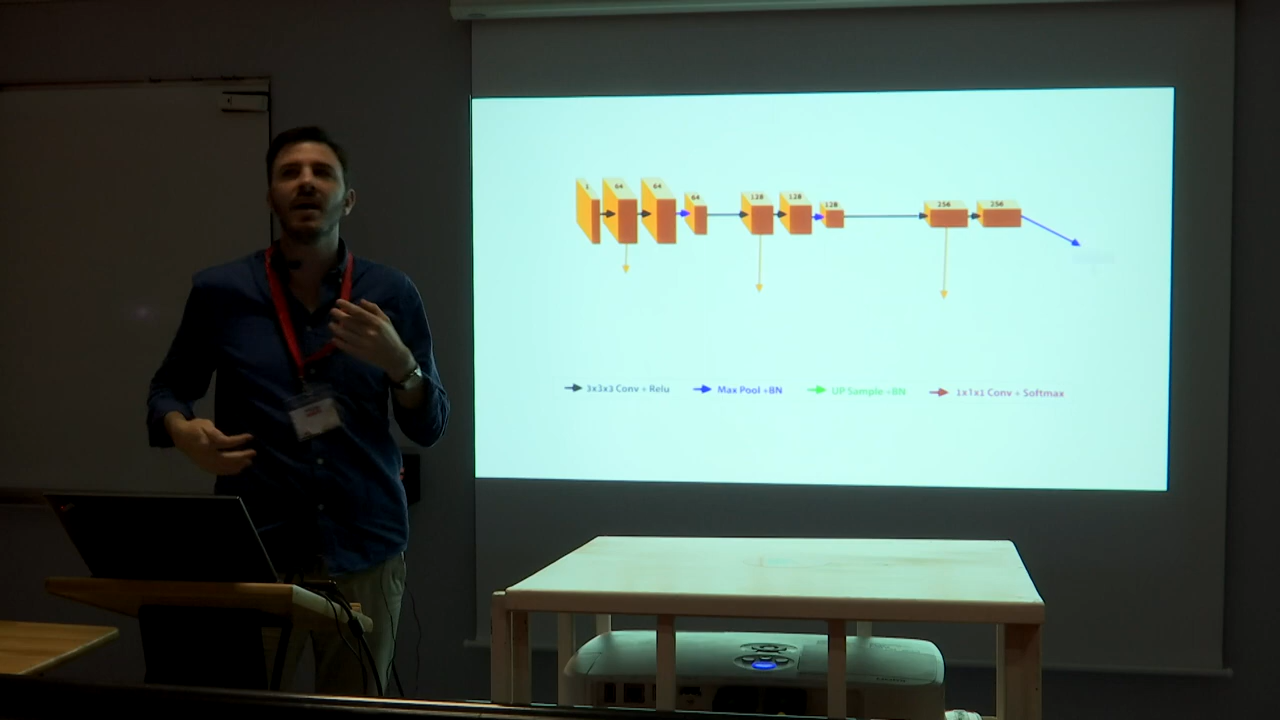 1 64 64 64 128 128 128 256 256
3x3x3 Conv + Relu Max Pool +BN UP Sample +BN 1x1x1 Conv + Softmax